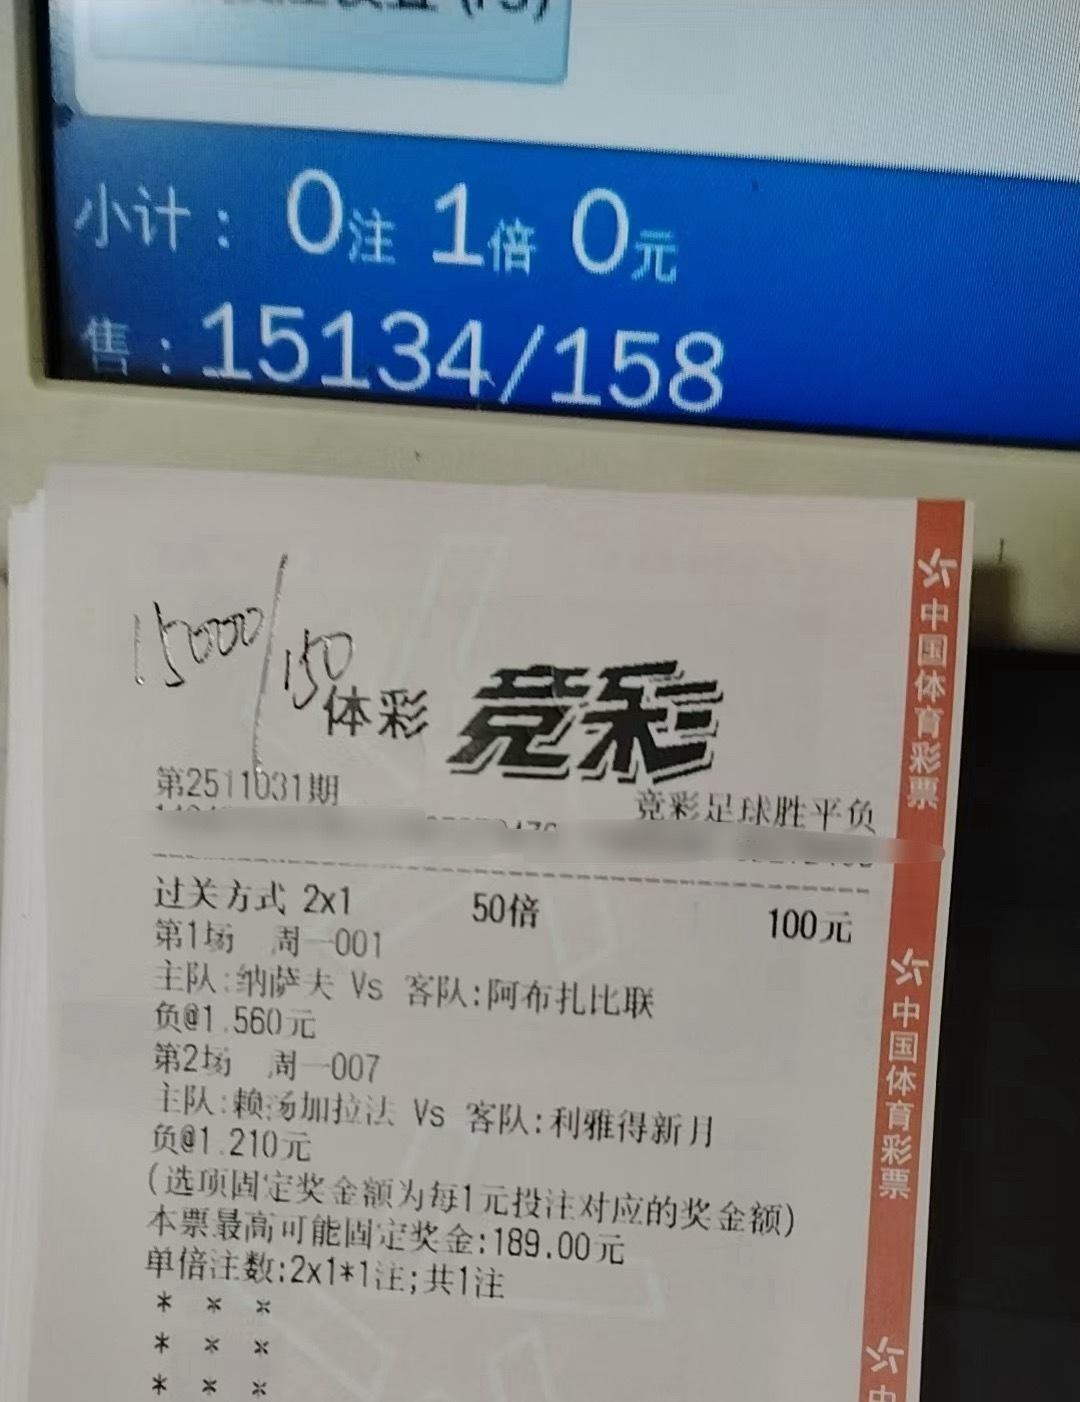 小计： 0注 1倍 0元
售：15134/158
15000/150
体彩 竞彩
第2511031期
竞彩足球胜平负
过关方式 2x1 50倍 100元
第1场 周一001
主队:纳萨夫 Vs 客队:阿布扎比联
负@1.560元
第2场 周一007
主队:赖汤加拉法 Vs 客队:利雅得新月
负@1.210元
(选项固定奖金额为每1元投注对应的奖金额)
本票最高可能固定奖金:189.00元
单倍注数:2x1*1注;共1注
* * *
* * *
* * *
中国体育彩票
中国体育彩票
中